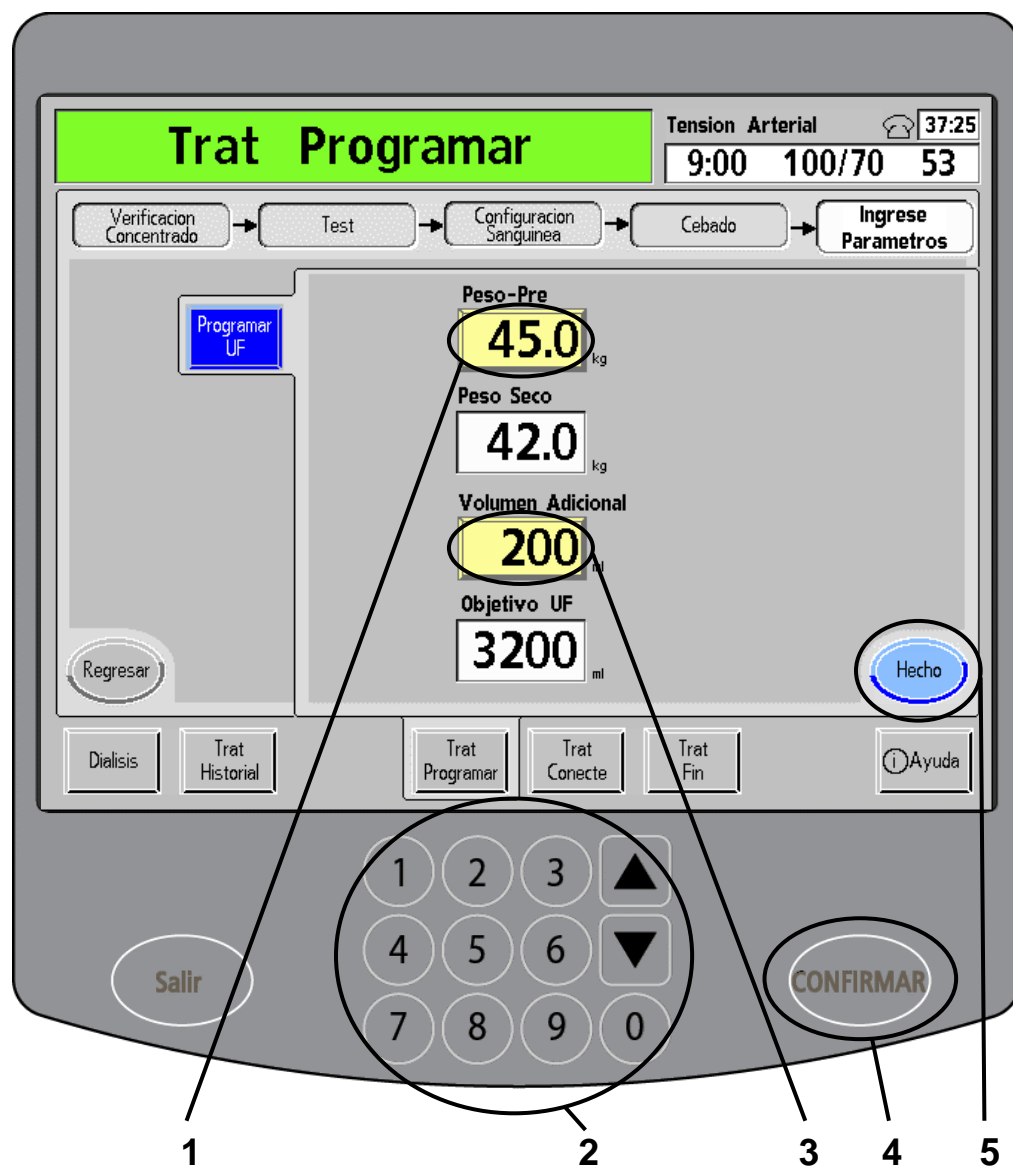 Trat Programar
Tension Arterial 37:25
9:00 100/70 53
Verificacion
Concentrado
Test
Configuracion
Sanguinea
Cebado
Ingrese
Parametros
Programar
UF
Peso-Pre
45.0 kg
Peso Seco
42.0 kg
Volumen Adicional
200 ml
Objetivo UF
3200 ml
Regresar
Hecho
Dialisis
Trat
Historial
Trat
Programar
Trat
Conecte
Trat
Fin
i Ayuda
1 2 3
4 5 6
7 8 9 0
Salir
CONFIRMAR
1 2 3 4 5